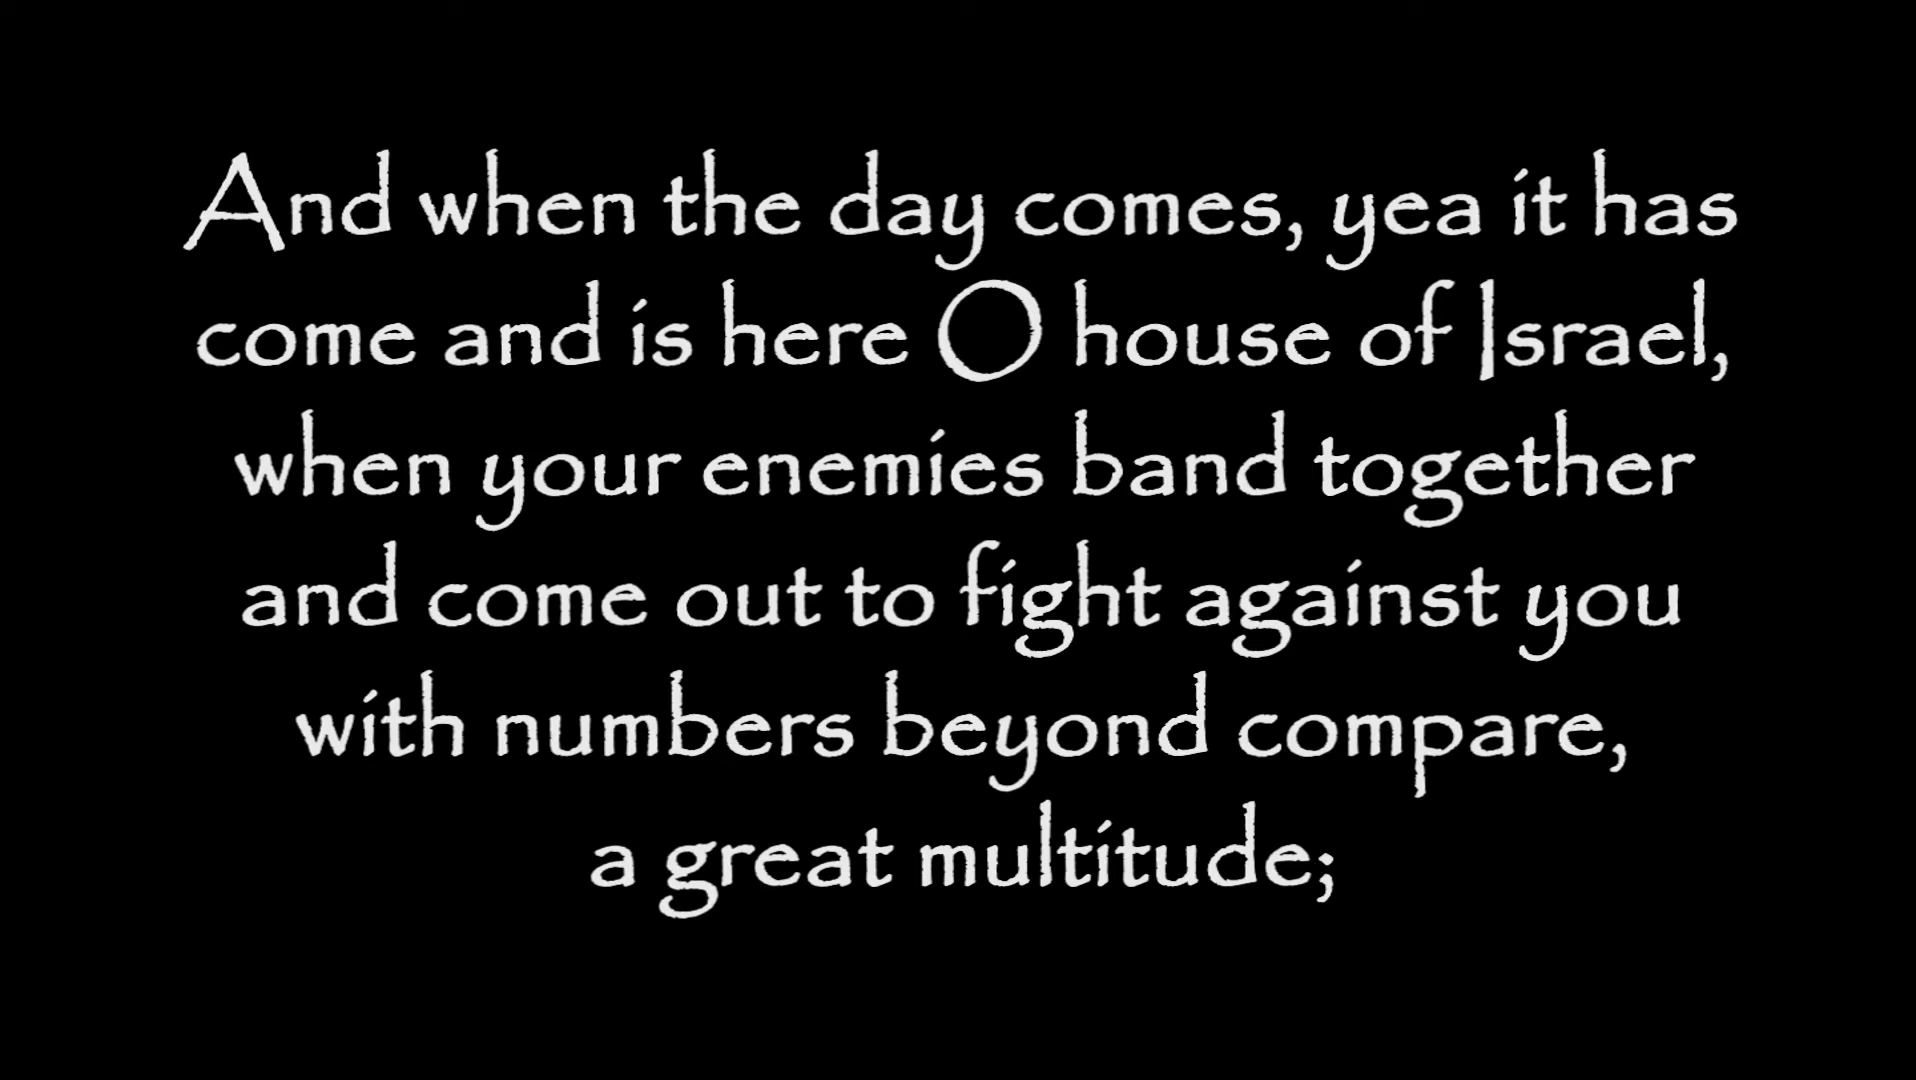 And when the day comes, yea it has
come and is here O house of Israel,
when your enemies band together
and come out to fight against you
with numbers beyond compare,
a great multitude;